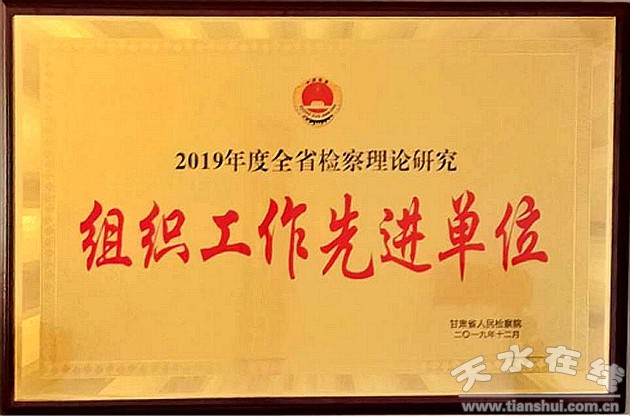 2019年度全省检察理论研究
组织工作先进单位
甘肃省人民检察院
二〇一九年十二月
天水在线
www.tianshui.com.cn